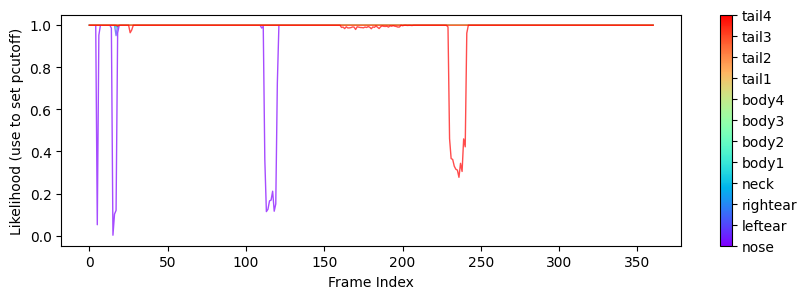 Likelihood (use to set pcutoff)
1.0
0.8
0.6
0.4
0.2
0.0
0 50 100 150 200 250 300 350
Frame Index
tail4
tail3
tail2
tail1
body4
body3
body2
body1
neck
rightear
leftear
nose